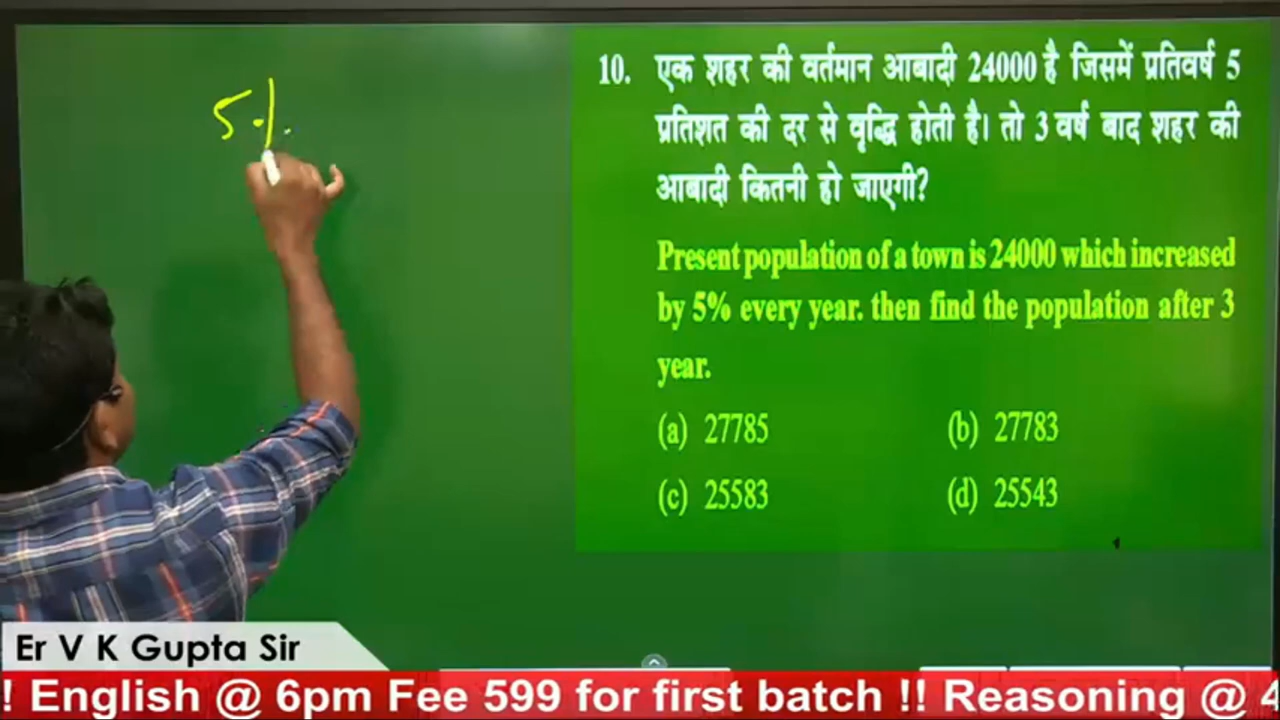 5%
10. एक शहर की वर्तमान आबादी 24000 है जिसमें प्रतिवर्ष 5
प्रतिशत की दर से वृद्धि होती है। तो 3 वर्ष बाद शहर की
आबादी कितनी हो जाएगी?
Present population of a town is 24000 which increased
by 5% every year. then find the population after 3
year.
(a) 27785 (b) 27783
(c) 25583 (d) 25543
Er V K Gupta Sir
! English @ 6pm Fee 599 for first batch !! Reasoning @ 4